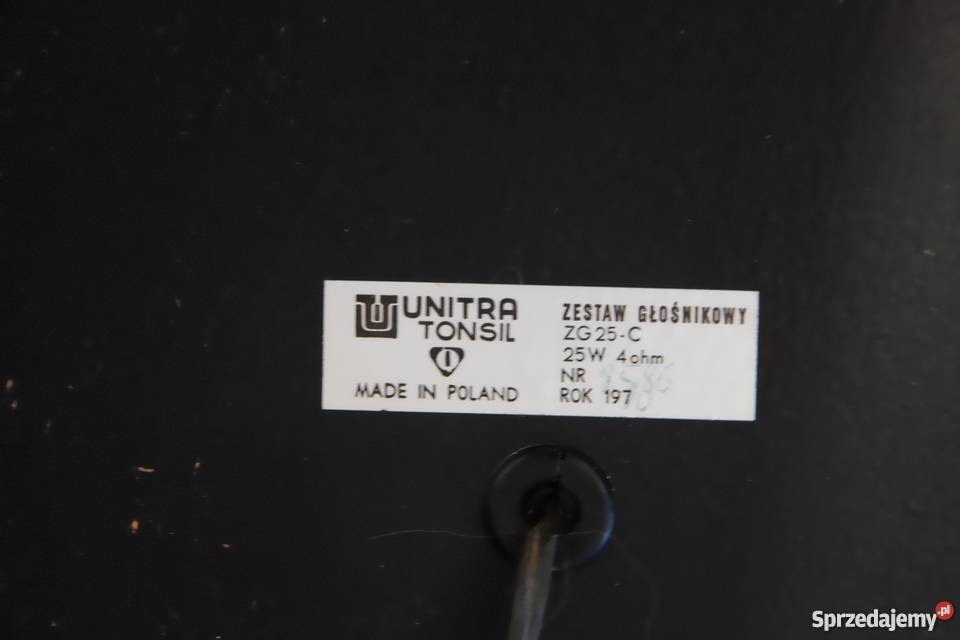 UNITRA
TONSIL
MADE IN POLAND
ZESTAW GŁOŚNIKOWY
ZG25-C
25W 4ohm
NR
ROK 197
Sprzedajemy.pl